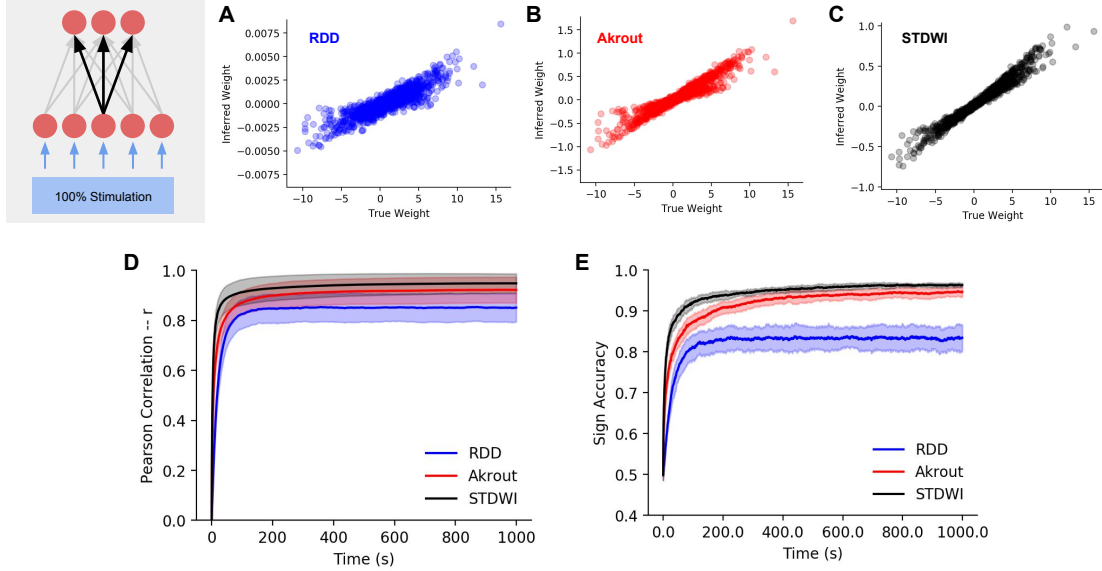 100% Stimulation
A
RDD
0.0075
0.0050
0.0025
0.0000
−0.0025
−0.0050
−0.0075
Inferred Weight
−10 −5 0 5 10 15
True Weight
B
Akrout
1.5
1.0
0.5
0.0
−0.5
−1.0
−1.5
Inferred Weight
−10 −5 0 5 10 15
True Weight
C
STDWI
1.0
0.5
0.0
−0.5
−1.0
Inferred Weight
−10 −5 0 5 10 15
True Weight
D
1.0
0.8
0.6
0.4
0.2
0.0
Pearson Correlation -- r
RDD
Akrout
STDWI
0 200 400 600 800 1000
Time (s)
E
1.0
0.9
0.8
0.7
0.6
0.5
0.4
Sign Accuracy
RDD
Akrout
STDWI
0.0 200.0 400.0 600.0 800.0 1000.0
Time (s)